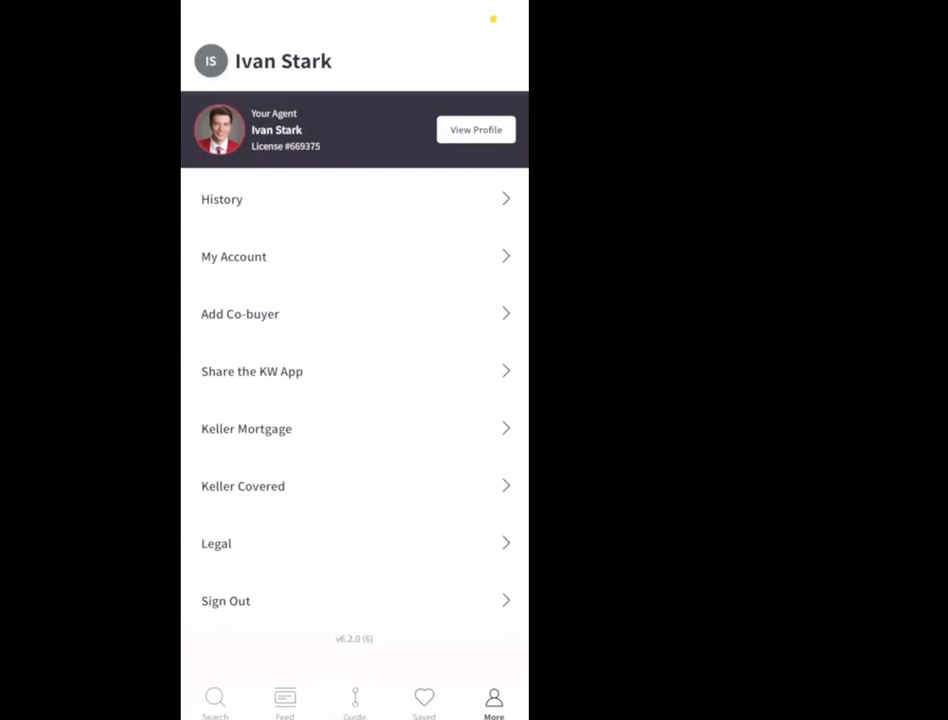 IS
Ivan Stark
Your Agent
Ivan Stark
License #669375
View Profile
History
My Account
Add Co-buyer
Share the KW App
Keller Mortgage
Keller Covered
Legal
Sign Out
v6.2.0 (6)
Search
Feed
Guide
Saved
More